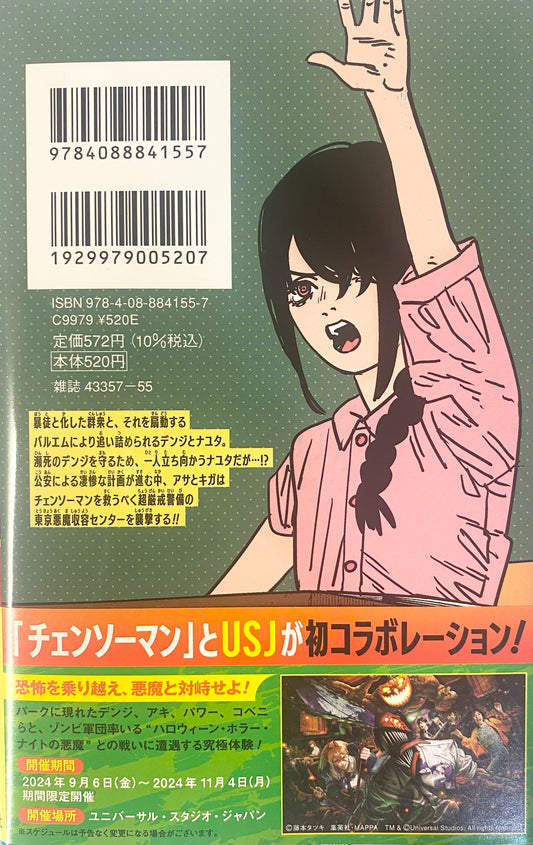 9784088841557
1929979005207
ISBN 978-4-08-884155-7
C9979 ¥520E
定価572円(10%税込)
本体520円
雑誌 43357-55
暴徒と化した群衆と、それを扇動する
バルエムにより追い詰められるデンジとナユタ。
瀕死のデンジを守るため、一人立ち向かうナユタだが…!?
公安による凄惨な計画が進む中、アサとキガは
チェンソーマンを救うべく超厳戒警備の
東京悪魔収容センターを襲撃する!!
「チェンソーマン」とUSJが初コラボレーション!
恐怖を乗り越え、悪魔と対峙せよ!
パークに現れたデンジ、アキ、パワー、コベニ
らと、ゾンビ軍団率いる“ハロウィーン・ホラー・
ナイトの悪魔”との戦いに遭遇する究極体験!
開催期間
2024年9月6日(金)~2024年11月4日(月)
期間限定開催
開催場所 ユニバーサル・スタジオ・ジャパン
※スケジュールは予告なく変更になる場合がございます。
©藤本タツキ/集英社・MAPPA TM & ©Universal Studios. All rights reserved.